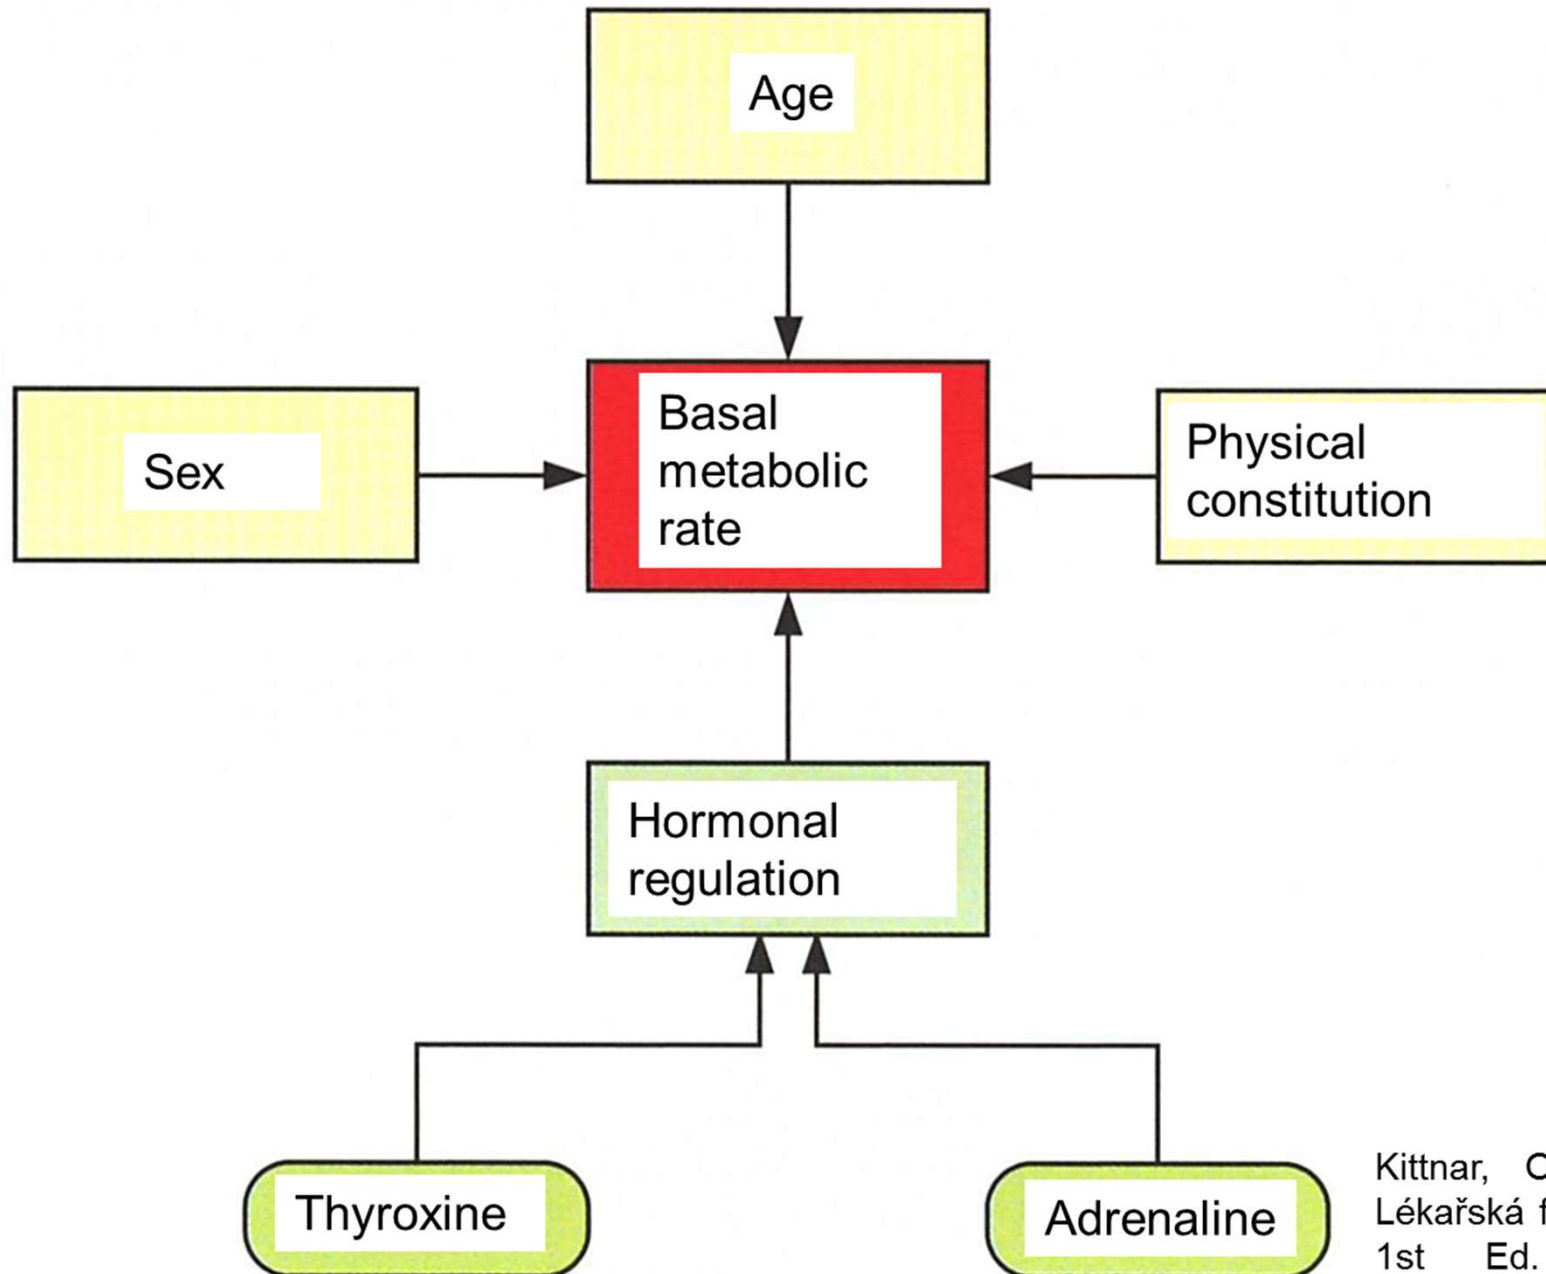 Age
Sex
Basal
metabolic
rate
Physical
constitution
Hormonal
regulation
Thyroxine
Adrenaline
Kittnar,
Lékařská
1st Ed.